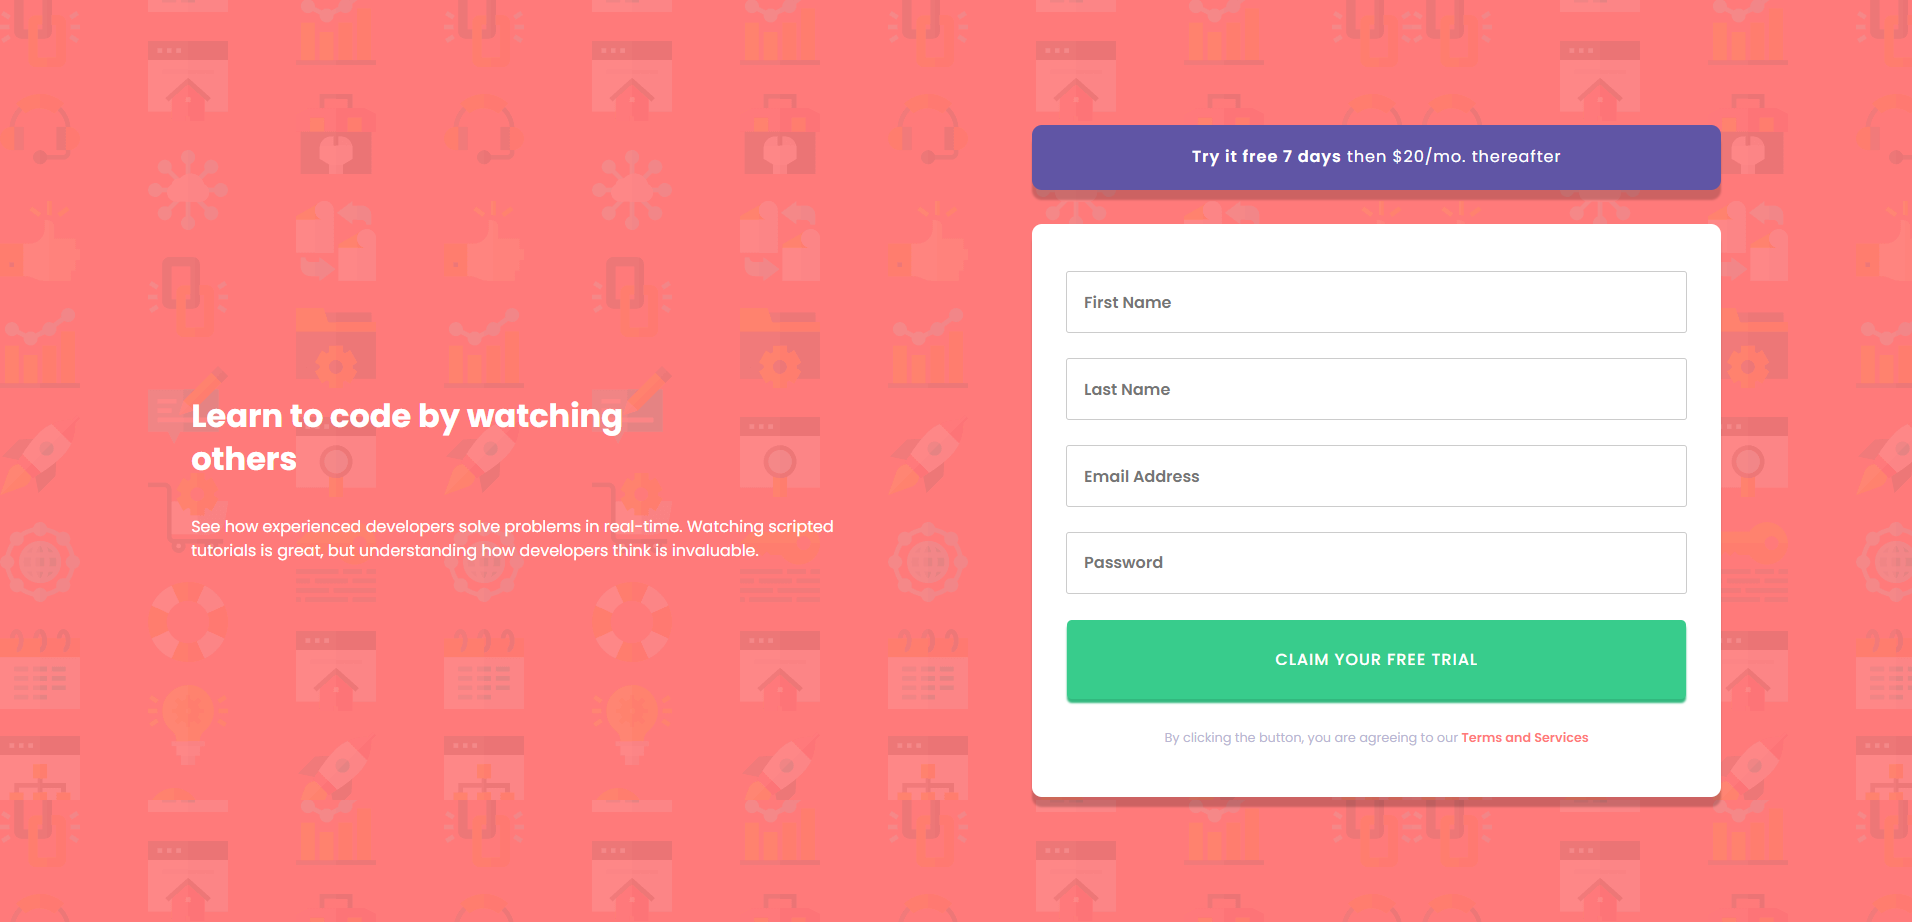 Learn to code by watching
others
See how experienced developers solve problems in real-time. Watching scripted
tutorials is great, but understanding how developers think is invaluable.
Try it free 7 days then $20/mo. thereafter
First Name
Last Name
Email Address
Password
CLAIM YOUR FREE TRIAL
By clicking the button, you are agreeing to our Terms and Services